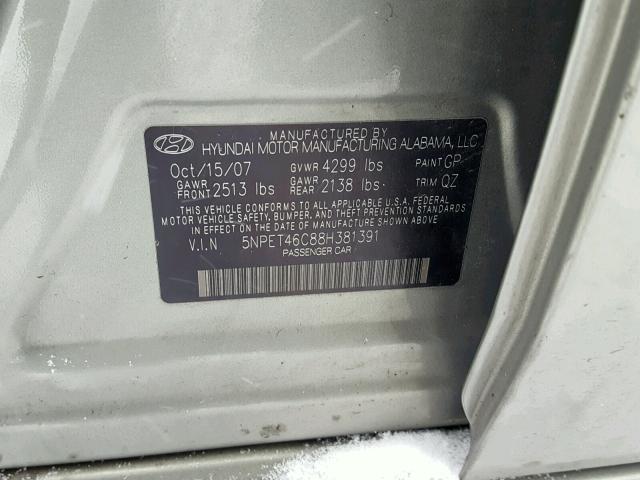 MANUFACTURED BY
HYUNDAI MOTOR MANUFACTURING ALABAMA, LLC
Oct/15/07 GVWR 4299 lbs PAINT GP
GAWR FRONT 2513 lbs GAWR REAR 2138 lbs TRIM QZ
THIS VEHICLE CONFORMS TO ALL APPLICABLE U.S.A. FEDERAL
MOTOR VEHICLE SAFETY, BUMPER, AND THEFT PREVENTION STANDARDS
IN EFFECT ON THE DATE OF MANUFACTURE SHOWN ABOVE.
V.I.N 5NPET46C88H381391
PASSENGER CAR